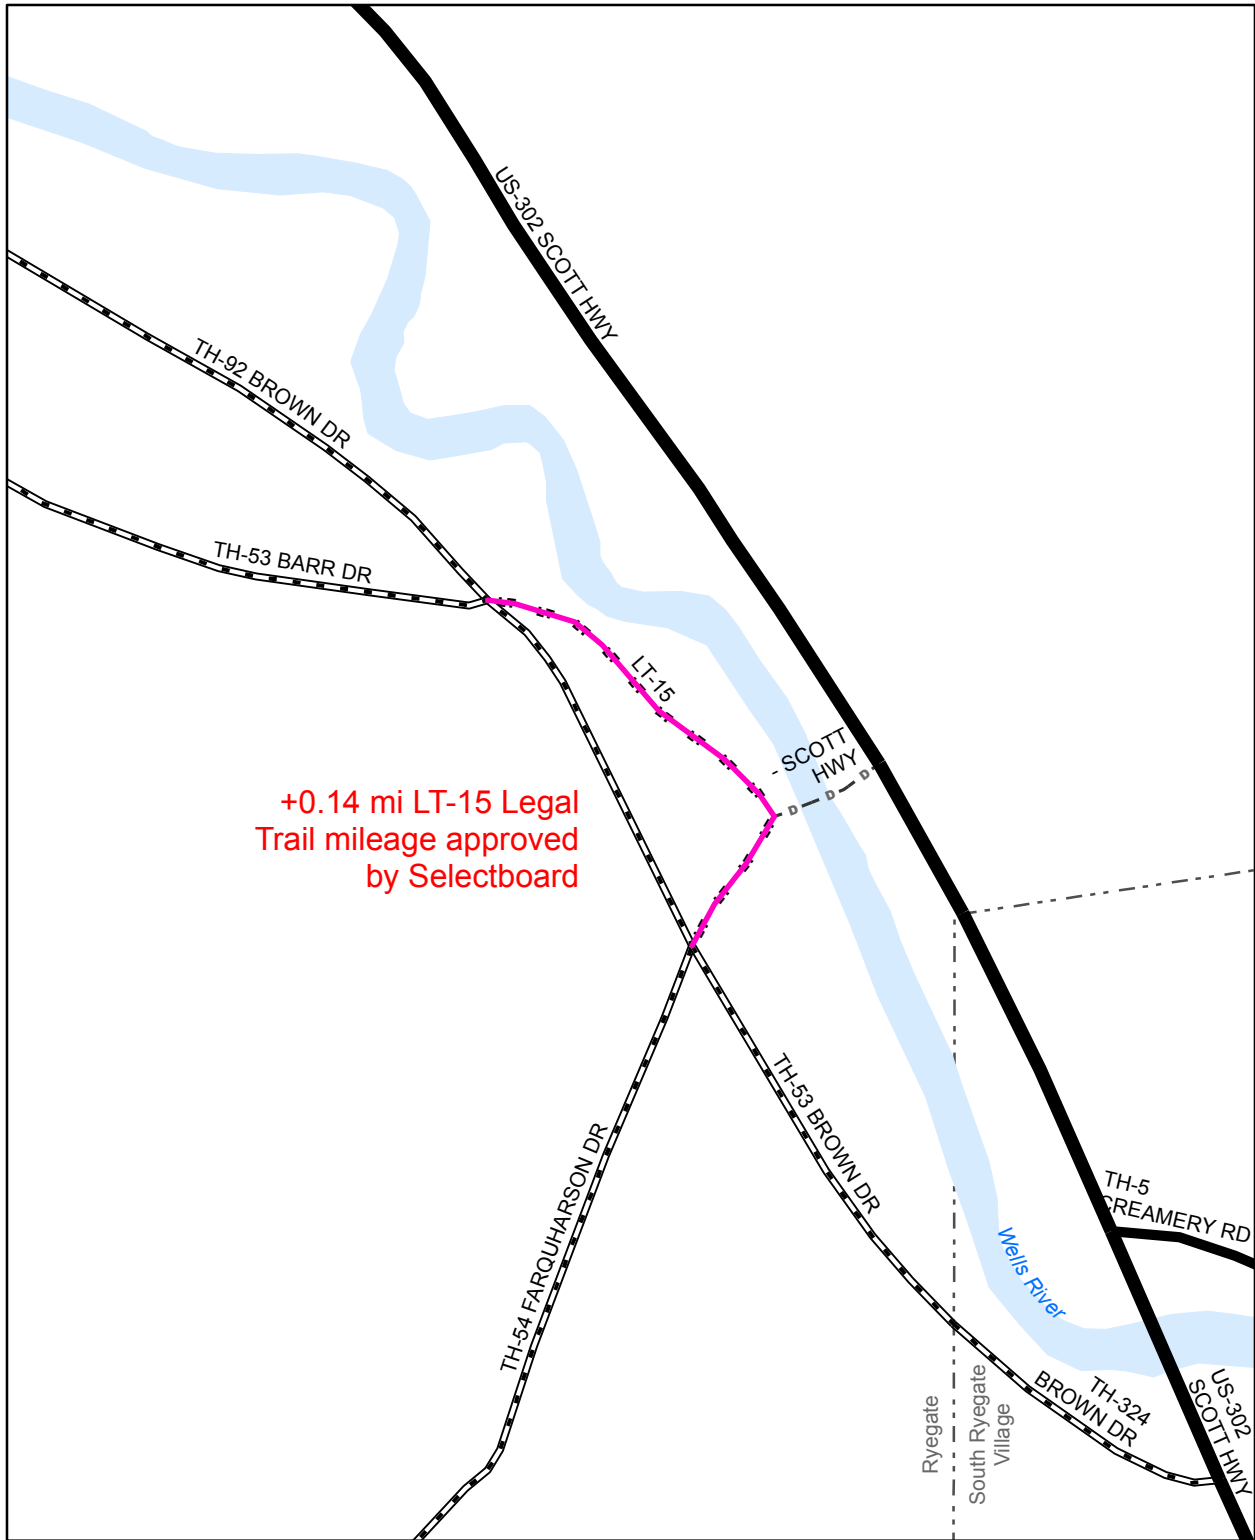 US-302 SCOTT HWY
TH-92 BROWN DR
TH-53 BARR DR
LT-15
- SCOTT
HWY
D D D
+0.14 mi LT-15 Legal
Trail mileage approved
by Selectboard
TH-53 BROWN DR
TH-54 FARQUHARSON DR
TH-5
CREAMERY RD
Wells River
TH-324
BROWN DR
US-302
SCOTT HWY
Ryegate
South Ryegate
Village